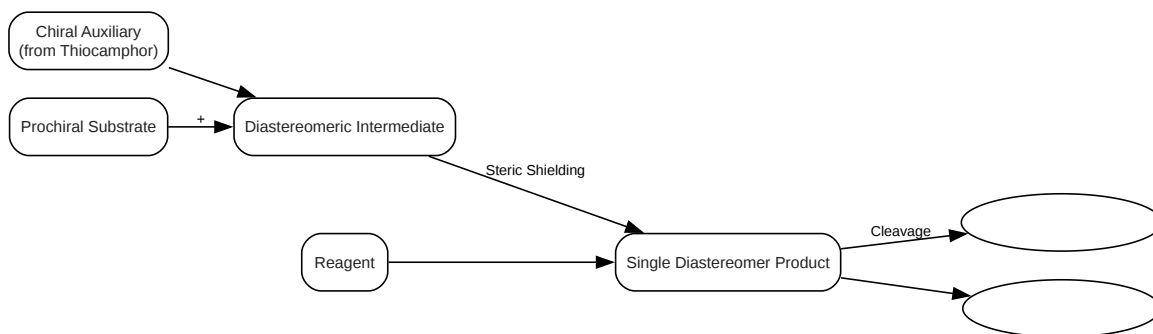 Chiral Auxiliary
(from Thiocamphor)
Prochiral Substrate
+
Diastereomeric Intermediate
Steric Shielding
Reagent
Single Diastereomer Product
Cleavage